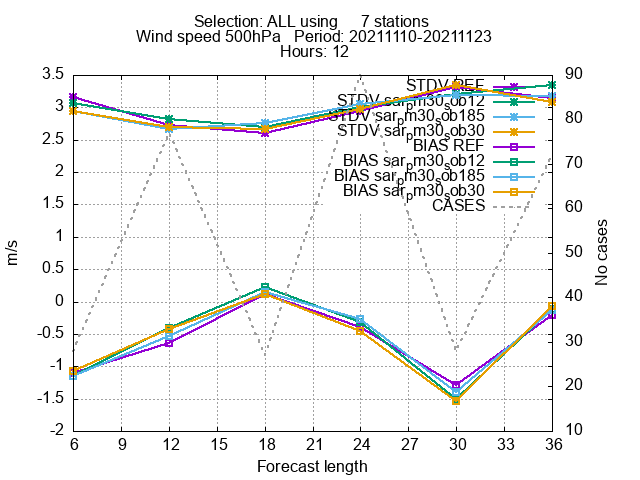 Selection: ALL using 7 stations
Wind speed 500hPa Period: 20211110-20211123
Hours: 12
3.5
3
2.5
2
1.5
1
0.5
0
-0.5
-1
-1.5
-2
m/s
STDV REF
STDV sar_pm30_sob12
STDV sar_pm30_sob185
STDV sar_pm30_sob30
BIAS REF
BIAS sar_pm30_sob12
BIAS sar_pm30_sob185
BIAS sar_pm30_sob30
CASES
90
80
70
60
50
40
30
20
10
No cases
6 9 12 15 18 21 24 27 30 33 36
Forecast length